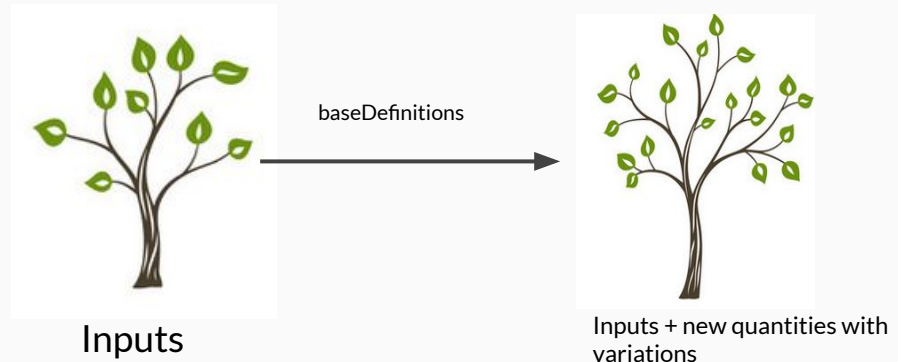 baseDefinitions
Inputs
Inputs + new quantities with
variations